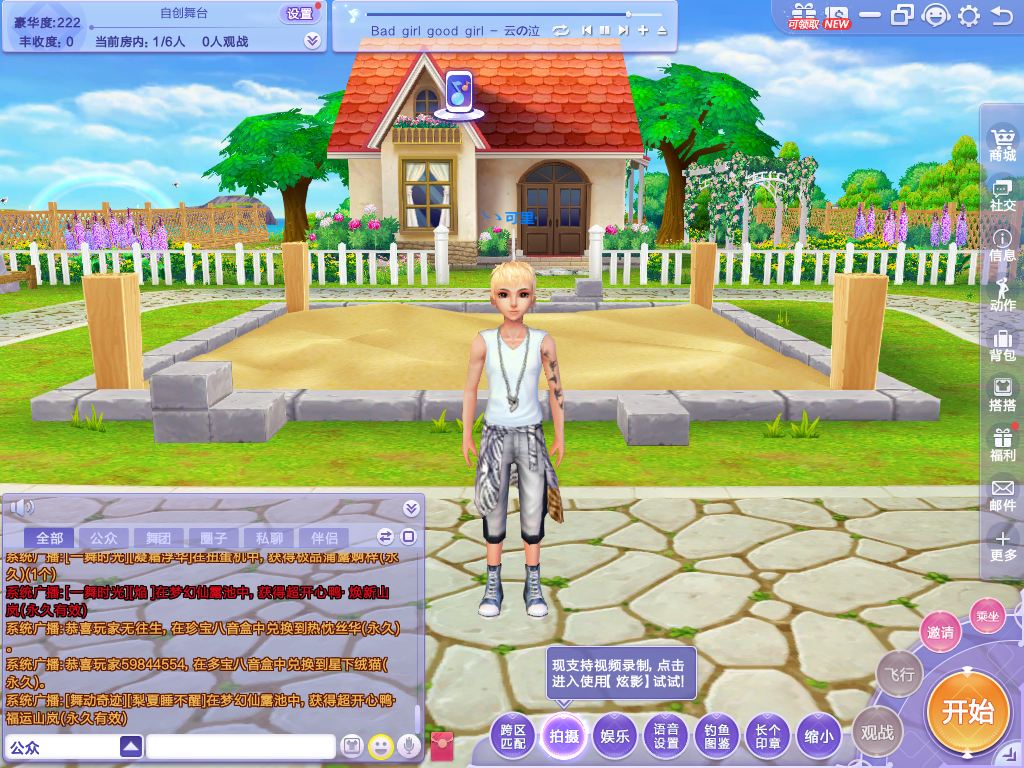 豪华度:222
自创舞台
设置
丰收度: 0
当前房内: 1/6人
0人观战
Bad girl good girl - 云の泣
可领取
NEW
可里
商城
社交
信息
动作
背包
搭搭
福利
邮件
更多
全部
公众
舞团
圈子
私聊
伴侣
久)(1个)
系统广播:[一舞时光][焰 ]在梦幻仙露池中, 获得超开心鸭· 焕新山
岚(永久有效)
系统广播:恭喜玩家无往生, 在珍宝八音盒中兑换到热忱丝华(永久)
。
系统广播:恭喜玩家59844554, 在多宝八音盒中兑换到星下绒猫(
永久)。
系统广播:[舞动奇迹][梨夏睡不醒]在梦幻仙露池中, 获得超开心鸭·
福运山岚(永久有效)
公众
现支持视频录制, 点击
进入使用【 炫影】试试!
跨区
匹配
拍摄
娱乐
语音
设置
钓鱼
图鉴
长个
印章
缩小
观战
飞行
邀请
乘坐
开始